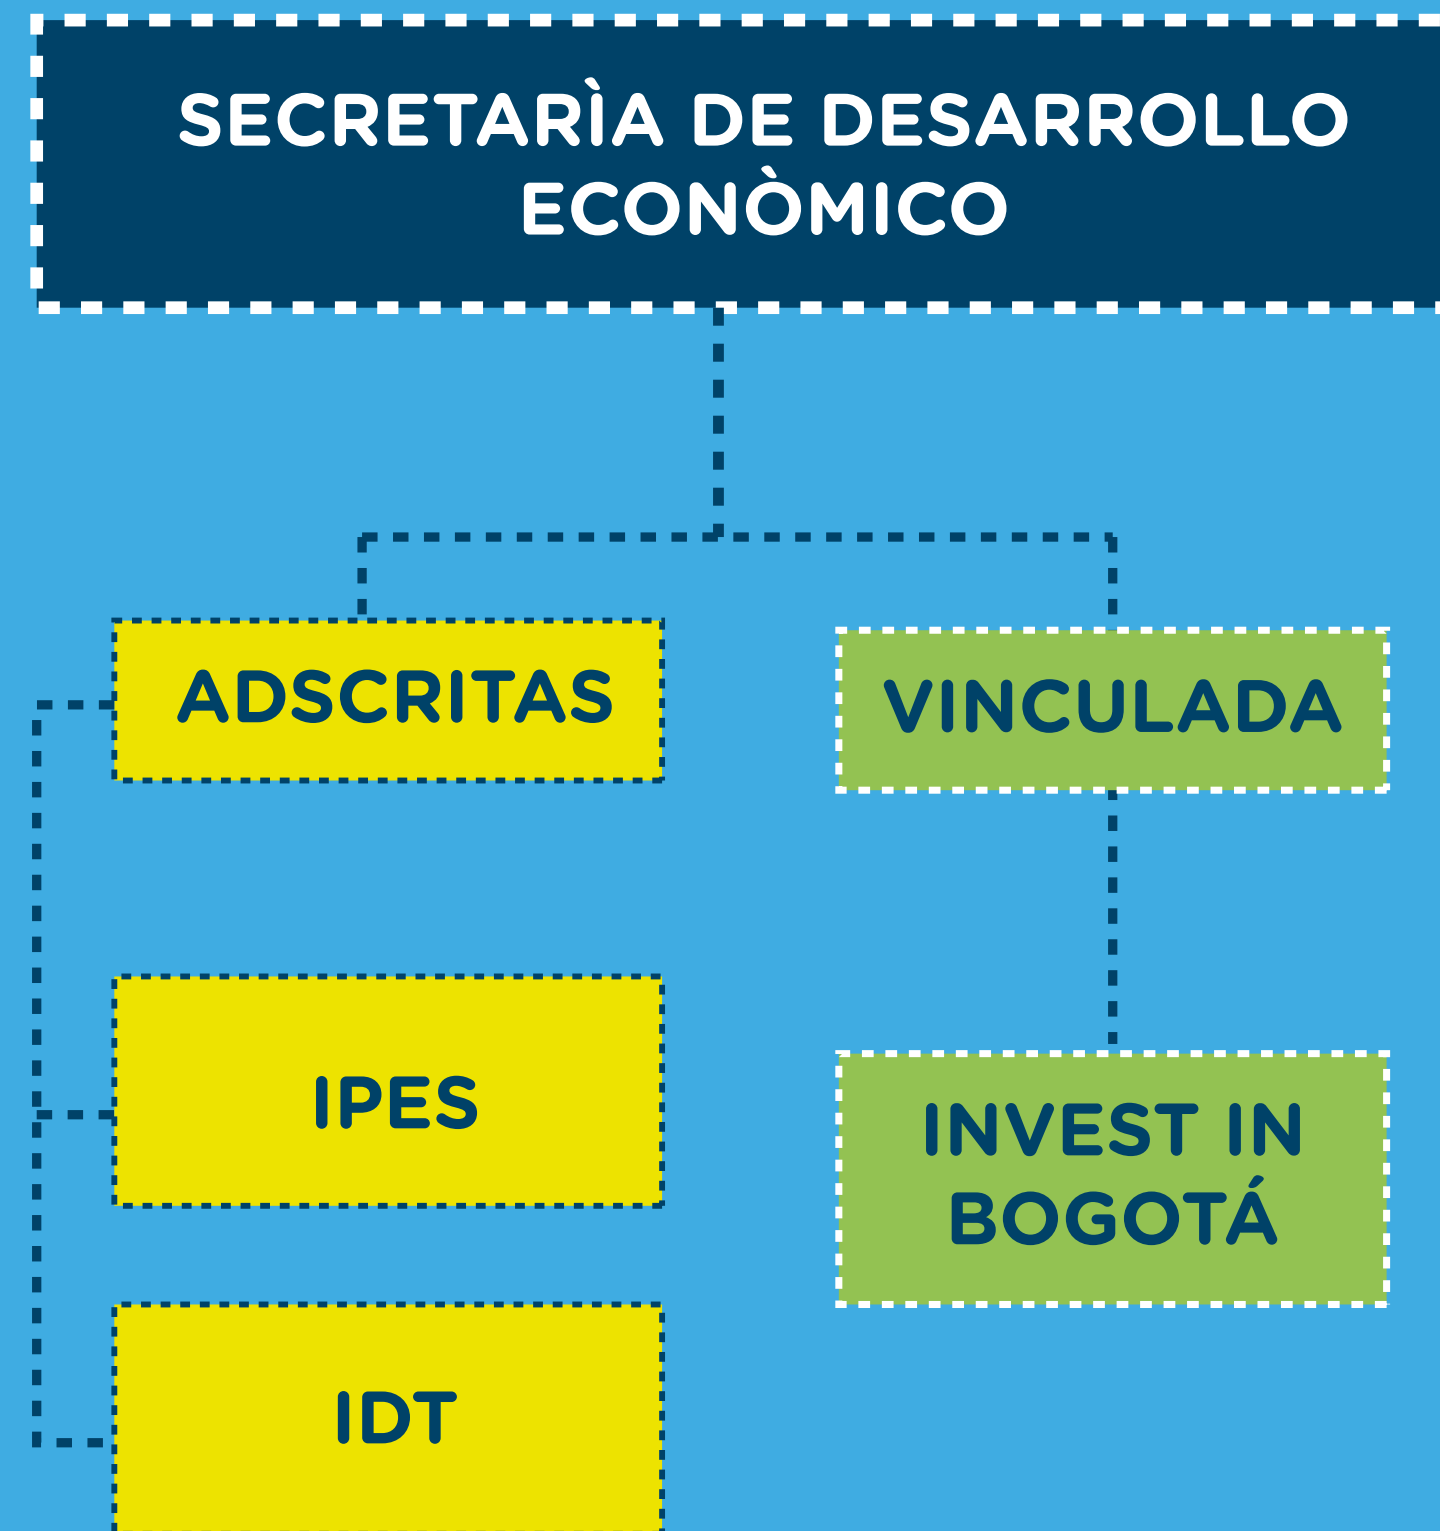 SECRETARÌA DE DESARROLLO
ECONÒMICO
ADSCRITAS
VINCULADA
IPES
INVEST IN
BOGOTÁ
IDT